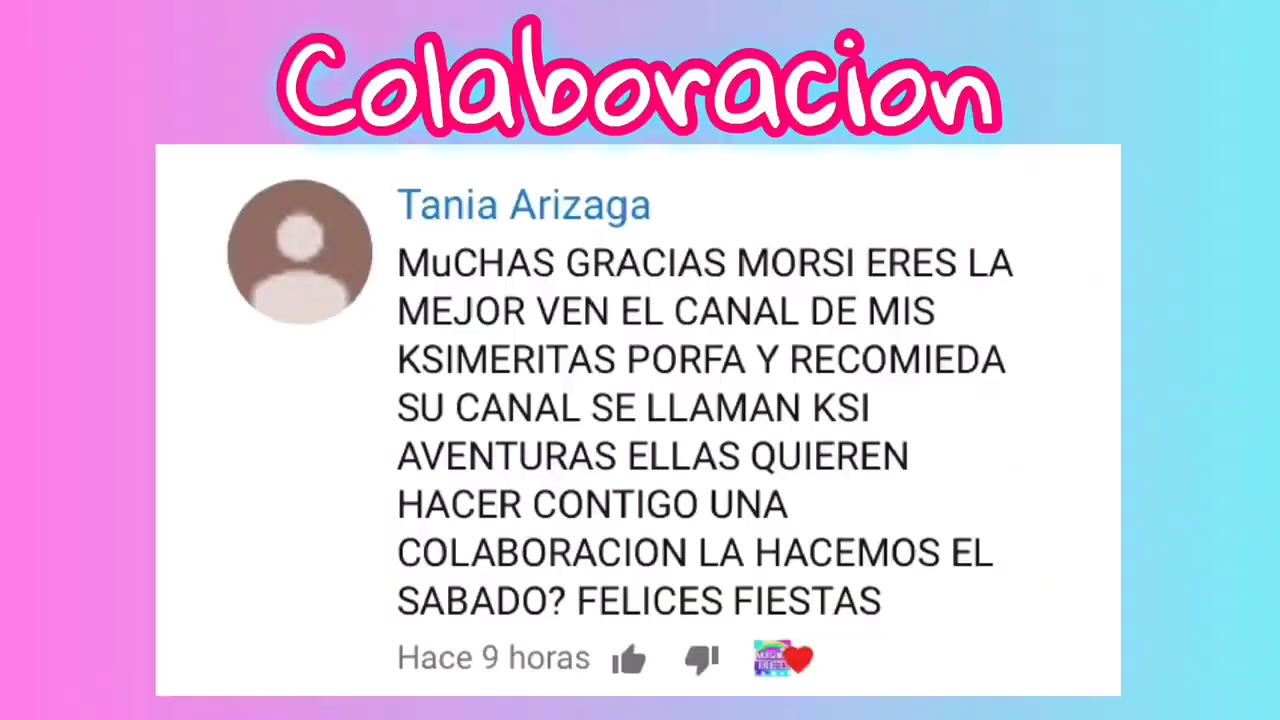 Colaboracion
Tania Arizaga
MuCHAS GRACIAS MORSI ERES LA
MEJOR VEN EL CANAL DE MIS
KSIMERITAS PORFA Y RECOMIEDA
SU CANAL SE LLAMAN KSI
AVENTURAS ELLAS QUIEREN
HACER CONTIGO UNA
COLABORACION LA HACEMOS EL
SABADO? FELICES FIESTAS
Hace 9 horas